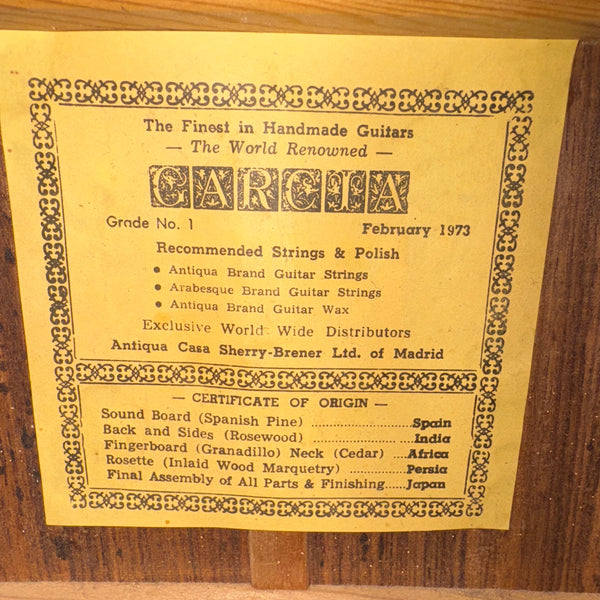 The Finest in Handmade Guitars
— The World Renowned —
GARCIA
Grade No. 1 February 1973
Recommended Strings & Polish
• Antiqua Brand Guitar Strings
• Arabesque Brand Guitar Strings
• Antiqua Brand Guitar Wax
Exclusive World Wide Distributors
Antiqua Casa Sherry-Brener Ltd. of Madrid
— CERTIFICATE OF ORIGIN —
Sound Board (Spanish Pine) ........................Spain
Back and Sides (Rosewood) .......................India
Fingerboard (Granadillo) Neck (Cedar) ....Africa
Rosette (Inlaid Wood Marquetry) ..............Persia
Final Assembly of All Parts & Finishing.....Japan